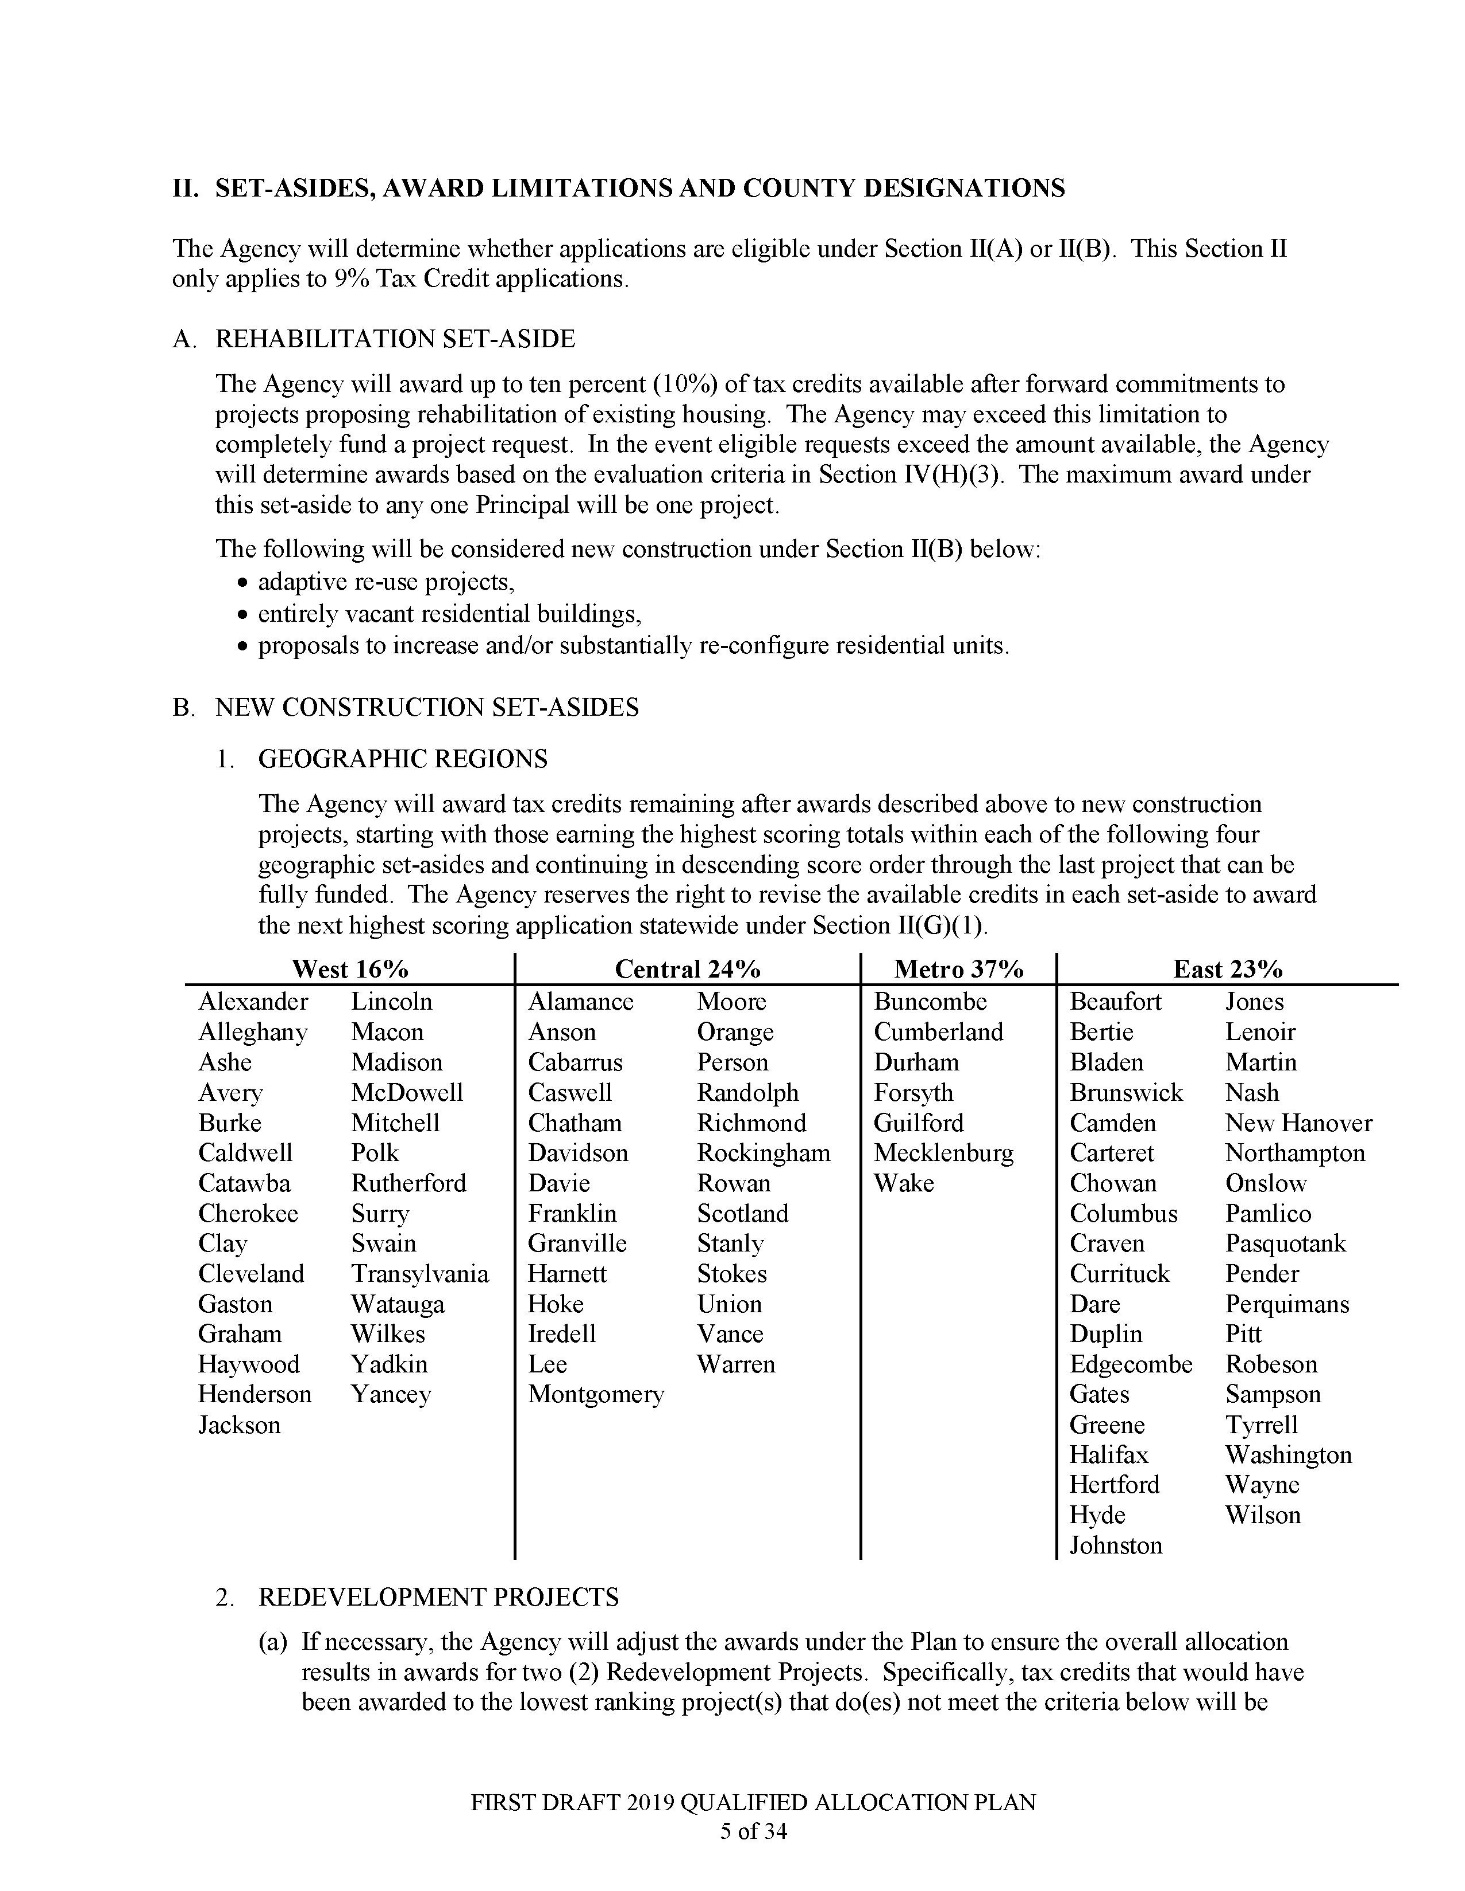 II. SET-ASIDES, AWARD LIMITATIONS AND COUNTY DESIGNATIONS
The Agency will determine whether applications are eligible under Section II(A) or II(B). This Section II
only applies to 9% Tax Credit applications.
A. REHABILITATION SET-ASIDE
The Agency will award up to ten percent (10%) of tax credits available after forward commitments to
projects proposing rehabilitation of existing housing. The Agency may exceed this limitation to
completely fund a project request. In the event eligible requests exceed the amount available, the Agency
will determine awards based on the evaluation criteria in Section IV(H)(3). The maximum award under
this set-aside to any one Principal will be one project.
The following will be considered new construction under Section II(B) below:
• adaptive re-use projects,
• entirely vacant residential buildings,
• proposals to increase and/or substantially re-configure residential units.
B. NEW CONSTRUCTION SET-ASIDES
1. GEOGRAPHIC REGIONS
The Agency will award tax credits remaining after awards described above to new construction
projects, starting with those earning the highest scoring totals within each of the following four
geographic set-asides and continuing in descending score order through the last project that can be
fully funded. The Agency reserves the right to revise the available credits in each set-aside to award
the next highest scoring application statewide under Section II(G)(1).
West 16% Central 24% Metro 37% East 23%
Alexander Lincoln Alamance Moore Buncombe Beaufort Jones
Alleghany Macon Anson Orange Cumberland Bertie Lenoir
Ashe Madison Cabarrus Person Durham Bladen Martin
Avery McDowell Caswell Randolph Forsyth Brunswick Nash
Burke Mitchell Chatham Richmond Guilford Camden New Hanover
Caldwell Polk Davidson Rockingham Mecklenburg Carteret Northampton
Catawba Rutherford Davie Rowan Wake Chowan Onslow
Cherokee Surry Franklin Scotland Columbus Pamlico
Clay Swain Granville Stanly Craven Pasquotank
Cleveland Transylvania Harnett Stokes Currituck Pender
Gaston Watauga Hoke Union Dare Perquimans
Graham Wilkes Iredell Vance Duplin Pitt
Haywood Yadkin Lee Warren Edgecombe Robeson
Henderson Yancey Montgomery Gates Sampson
Jackson Greene Tyrrell
Halifax Washington
Hertford Wayne
Hyde Wilson
Johnston
2. REDEVELOPMENT PROJECTS
(a) If necessary, the Agency will adjust the awards under the Plan to ensure the overall allocation
results in awards for two (2) Redevelopment Projects. Specifically, tax credits that would have
been awarded to the lowest ranking project(s) that do(es) not meet the criteria below will be
FIRST DRAFT 2019 QUALIFIED ALLOCATION PLAN
5 of 34